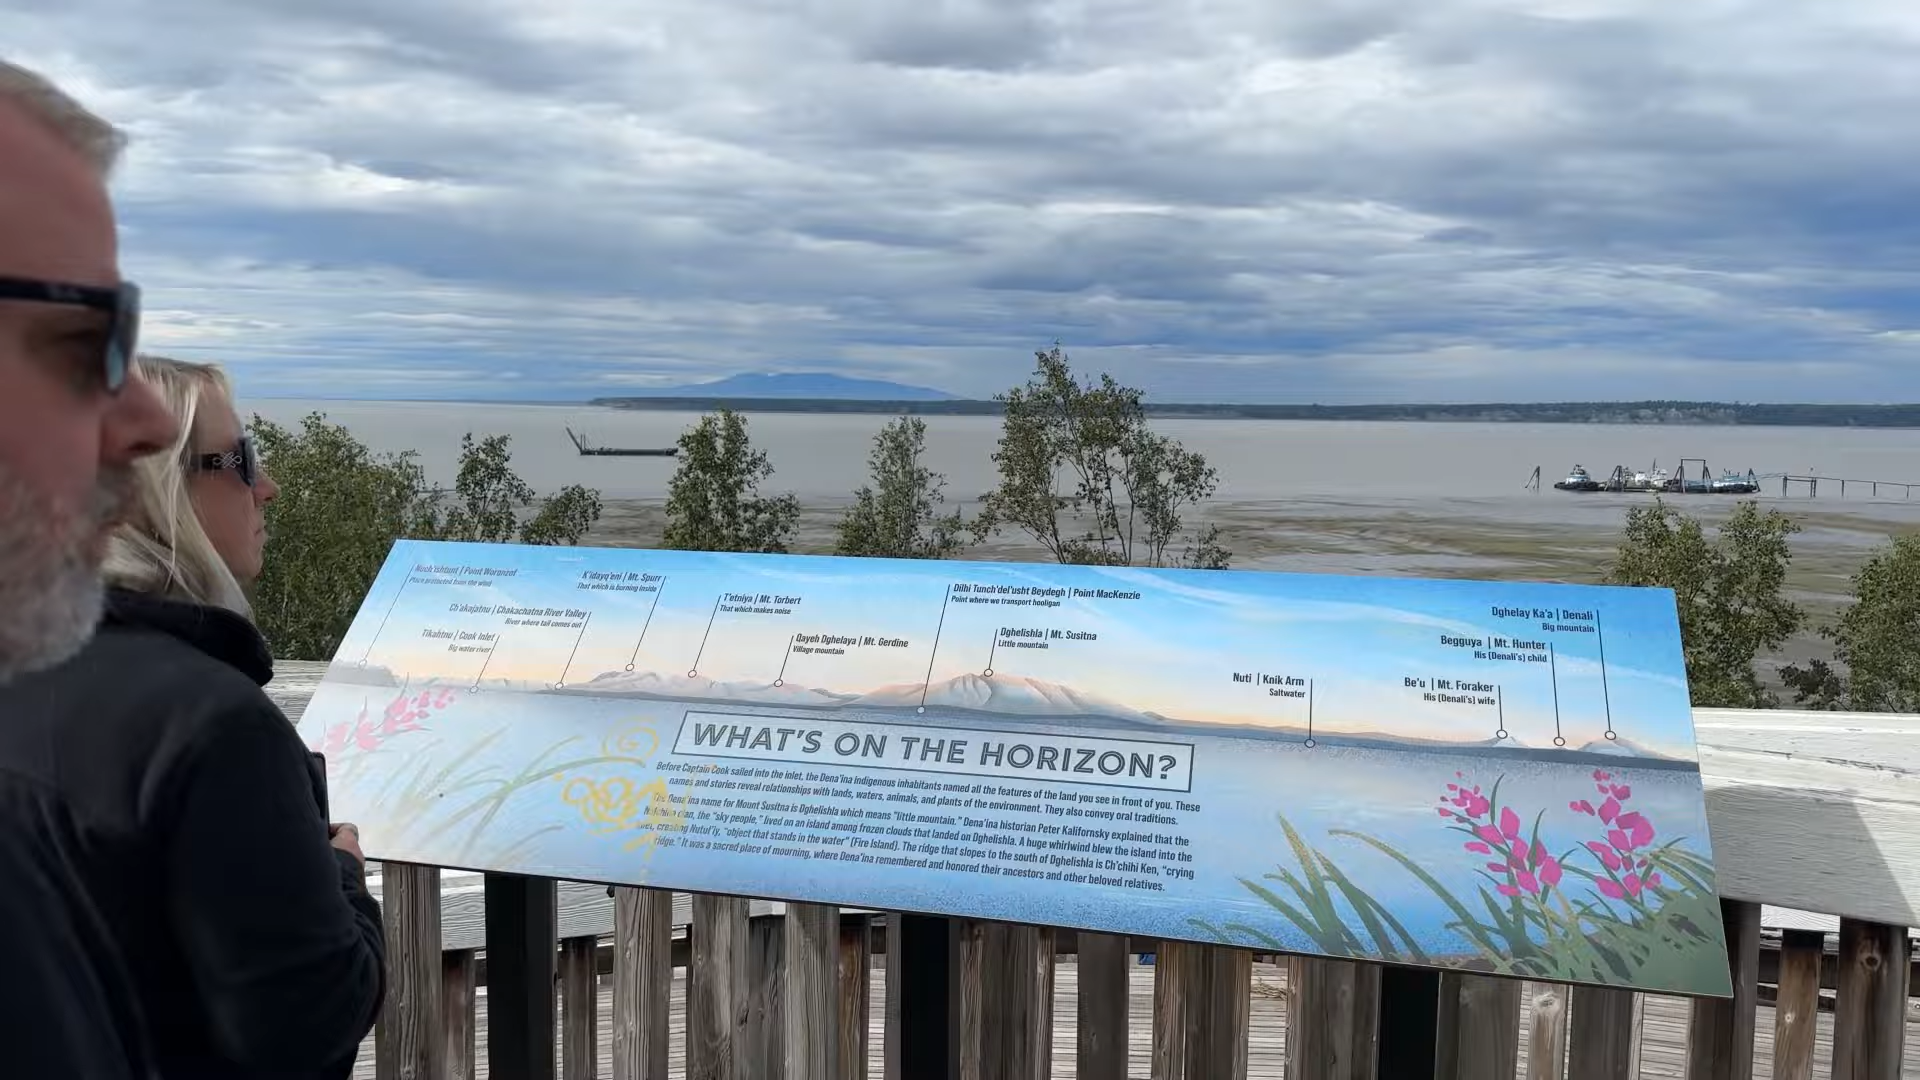 Nuch'ishtunt | Point Woronzof
Place protected from the wind
Ch'akajatnu | Chakachatna River Valley
River where tail comes out
Tikahtnu | Cook Inlet
Big water river
K'idayq'eni | Mt. Spurr
That which is burning inside
T'etniya | Mt. Torbert
That which makes noise
Qayeh Dghelaya | Mt. Gerdine
Village mountain
Dilhi Tunch'del'usht Beydegh | Point MacKenzie
Point where we transport hooligan
Dghelishla | Mt. Susitna
Little mountain
Nuti | Knik Arm
Saltwater
Be'u | Mt. Foraker
His (Denali's) wife
Begguya | Mt. Hunter
His (Denali's) child
Dghelay Ka'a | Denali
Big mountain
WHAT'S ON THE HORIZON?
Before Captain Cook sailed into the inlet, the Dena'ina Indigenous inhabitants named all the features of the land you see in front of you. These
names and stories reveal relationships with lands, waters, animals, and plants of the environment. They also convey oral traditions.
The Dena'ina name for Mount Susitna is Dghelishla which means "little mountain." Dena'ina historian Peter Kalifornsky explained that the
clan, the "sky people," lived on an island among frozen clouds that landed on Dghelishla. A huge whirlwind blew the island into the
inlet, creating Nutul'iy, "object that stands in the water" (Fire Island). The ridge that slopes to the south of Dghelishla is Ch'chihi Ken, "crying
ridge." It was a sacred place of mourning, where Dena'ina remembered and honored their ancestors and other beloved relatives.